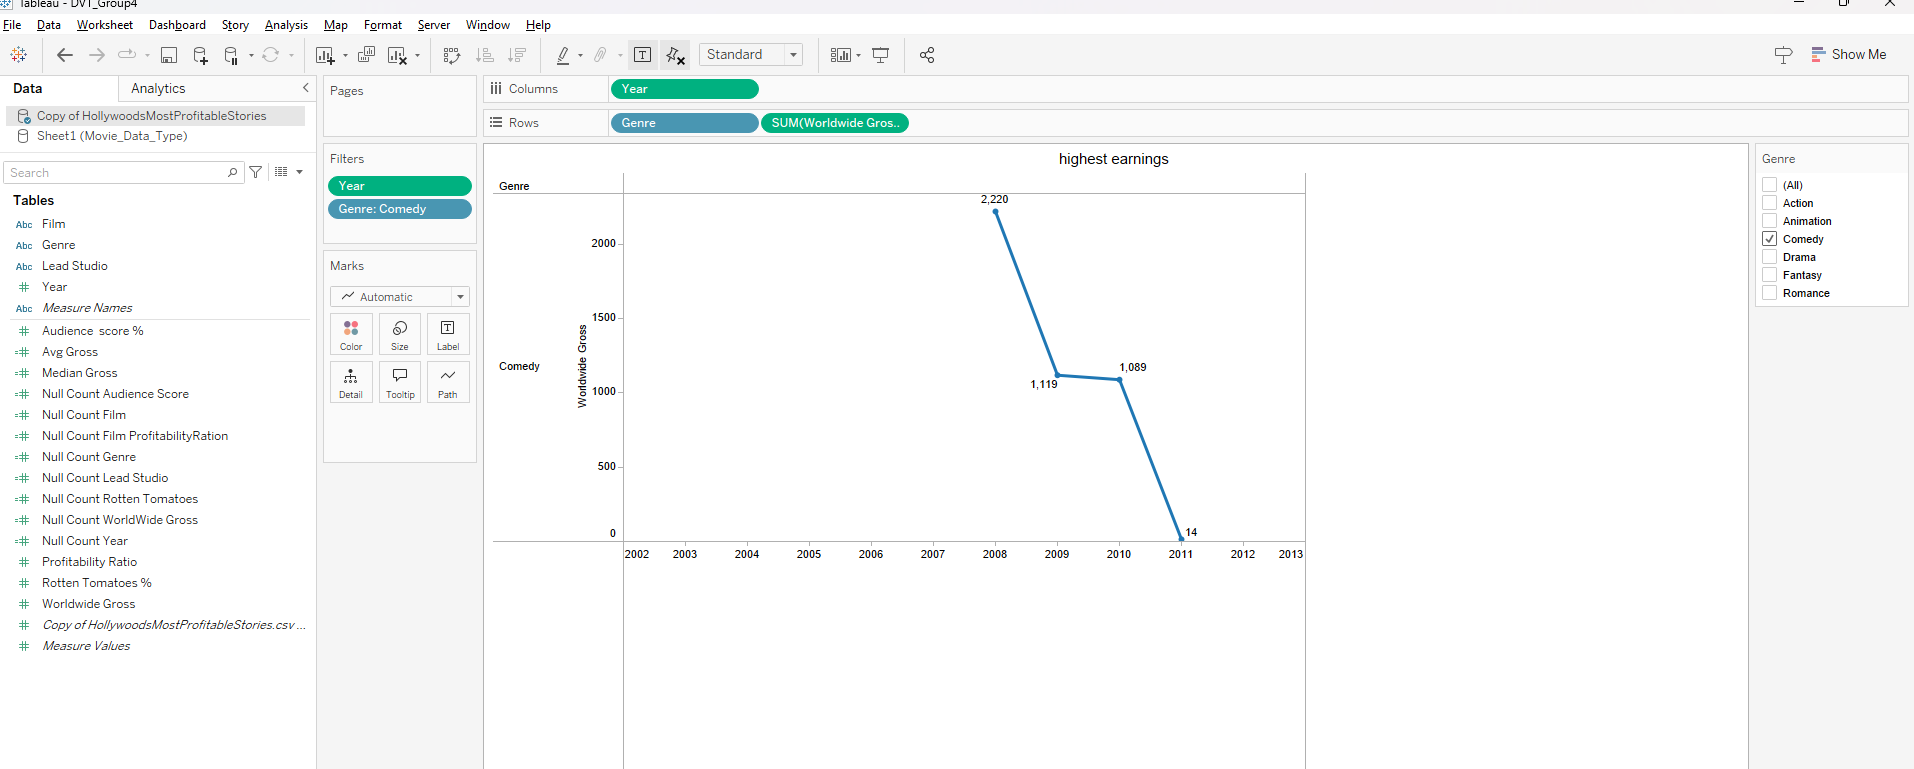 Tableau - DVT_Group4
File Data Worksheet Dashboard Story Analysis Map Format Server Window Help
Standard
Show Me
Data Analytics
Copy of HollywoodsMostProfitableStories
Sheet1 (Movie_Data_Type)
Search
Tables
Abc Film
Abc Genre
Abc Lead Studio
# Year
Abc Measure Names
# Audience score %
=# Avg Gross
=# Median Gross
=# Null Count Audience Score
=# Null Count Film
=# Null Count Film ProfitabilityRation
=# Null Count Genre
=# Null Count Lead Studio
=# Null Count Rotten Tomatoes
=# Null Count WorldWide Gross
=# Null Count Year
# Profitability Ratio
# Rotten Tomatoes %
# Worldwide Gross
# Copy of HollywoodsMostProfitableStories.csv ...
# Measure Values
Pages
Filters
Year
Genre: Comedy
Marks
Automatic
Color Size T Label
Detail Tooltip Path
Columns Year
Rows Genre SUM(Worldwide Gros..
highest earnings
Genre
Comedy
Worldwide Gross
2000
1500
1000
500
0
2,220
1,119
1,089
14
2002 2003 2004 2005 2006 2007 2008 2009 2010 2011 2012 2013
Genre
(All)
Action
Animation
Comedy
Drama
Fantasy
Romance